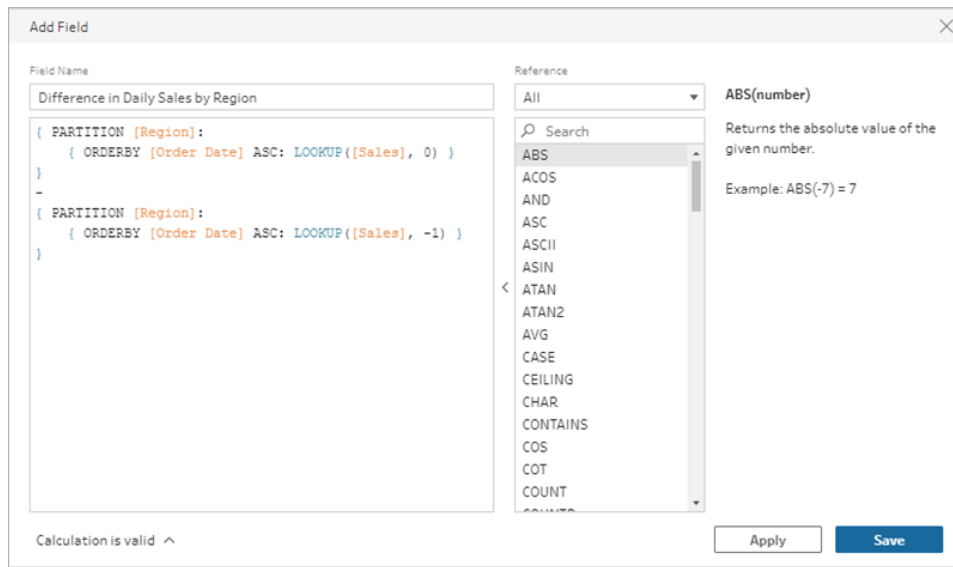 Add Field
Field Name
Difference in Daily Sales by Region
{ PARTITION [Region]:
{ ORDERBY [Order Date] ASC: LOOKUP([Sales], 0) }
}
-
{ PARTITION [Region]:
{ ORDERBY [Order Date] ASC: LOOKUP([Sales], -1) }
}
Calculation is valid
Reference
All
Search
ABS
ACOS
AND
ASC
ASCII
ASIN
ATAN
ATAN2
AVG
CASE
CEILING
CHAR
CONTAINS
COS
COT
COUNT
ABS(number)
Returns the absolute value of the
given number.
Example: ABS(-7) = 7
Apply
Save